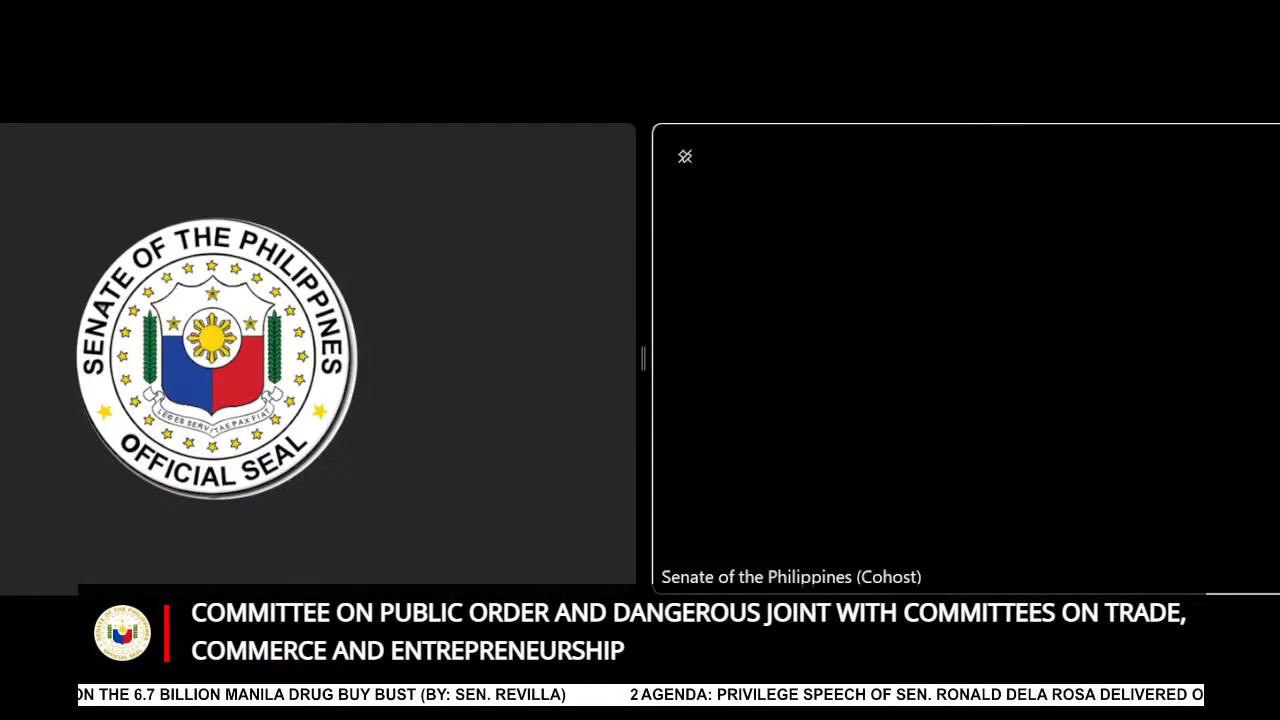 SENATE OF THE PHILIPPINES
OFFICIAL SEAL
Senate of the Philippines (Cohost)
COMMITTEE ON PUBLIC ORDER AND DANGEROUS JOINT WITH COMMITTEES ON TRADE,
COMMERCE AND ENTREPRENEURSHIP
ON THE 6.7 BILLION MANILA DRUG BUY BUST (BY: SEN. REVILLA) 2 AGENDA: PRIVILEGE SPEECH OF SEN. RONALD DELA ROSA DELIVERED O